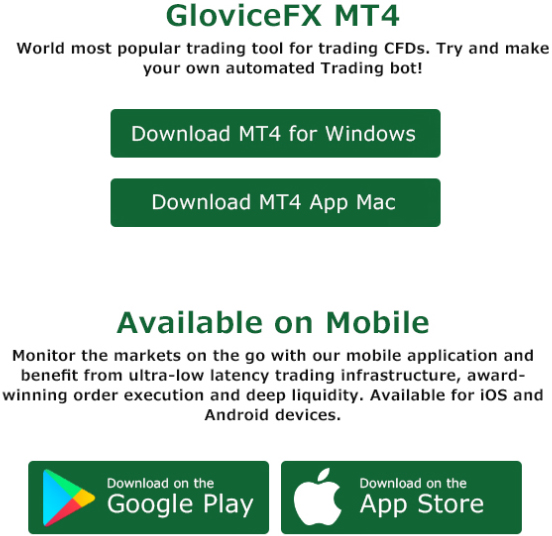 GloviceFX MT4
World most popular trading tool for trading CFDs. Try and make
your own automated Trading bot!
Download MT4 for Windows
Download MT4 App Mac
Available on Mobile
Monitor the markets on the go with our mobile application and
benefit from ultra-low latency trading infrastructure, award-
winning order execution and deep liquidity. Available for iOS and
Android devices.
Download on the
Google Play
Download on the
App Store